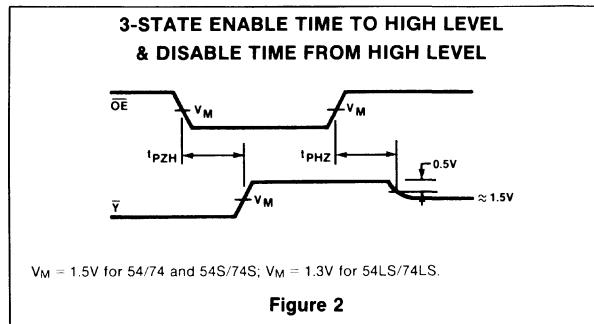 3-STATE ENABLE TIME TO HIGH LEVEL
& DISABLE TIME FROM HIGH LEVEL
OE
VM
VM
tPZH
tPHZ
0.5V
Y
VM
≈ 1.5V
VM = 1.5V for 54/74 and 54S/74S; VM = 1.3V for 54LS/74LS.
Figure 2